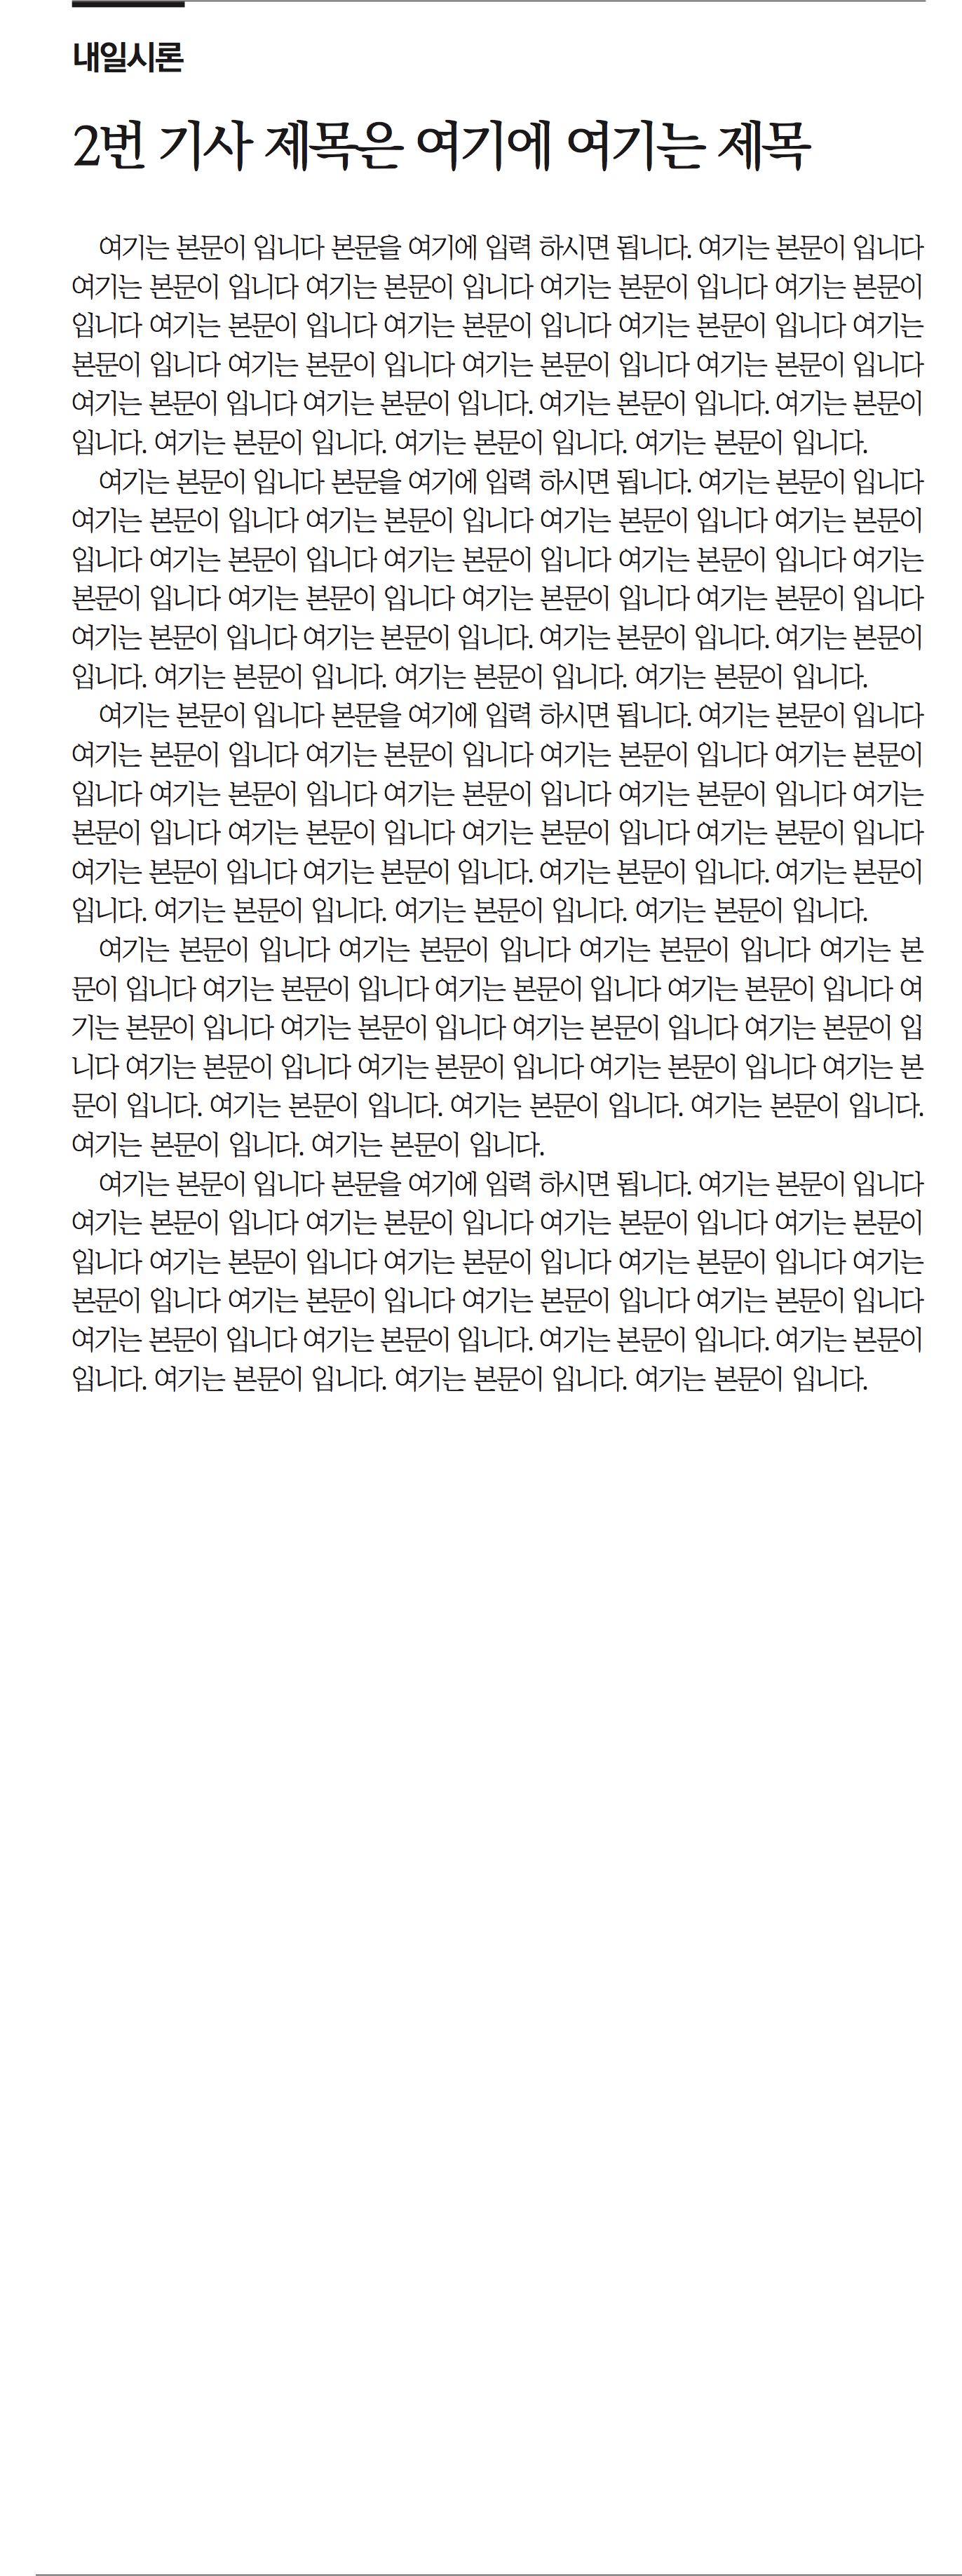 내일시론
2번 기사 제목은 여기에 여기는 제목
여기는 본문이 입니다 본문을 여기에 입력 하시면 됩니다. 여기는 본문이 입니다
여기는 본문이 입니다 여기는 본문이 입니다 여기는 본문이 입니다 여기는 본문이
입니다 여기는 본문이 입니다 여기는 본문이 입니다 여기는 본문이 입니다 여기는
본문이 입니다 여기는 본문이 입니다 여기는 본문이 입니다 여기는 본문이 입니다
여기는 본문이 입니다 여기는 본문이 입니다. 여기는 본문이 입니다. 여기는 본문이
입니다. 여기는 본문이 입니다. 여기는 본문이 입니다. 여기는 본문이 입니다.
여기는 본문이 입니다 본문을 여기에 입력 하시면 됩니다. 여기는 본문이 입니다
여기는 본문이 입니다 여기는 본문이 입니다 여기는 본문이 입니다 여기는 본문이
입니다 여기는 본문이 입니다 여기는 본문이 입니다 여기는 본문이 입니다 여기는
본문이 입니다 여기는 본문이 입니다 여기는 본문이 입니다 여기는 본문이 입니다
여기는 본문이 입니다 여기는 본문이 입니다. 여기는 본문이 입니다. 여기는 본문이
입니다. 여기는 본문이 입니다. 여기는 본문이 입니다. 여기는 본문이 입니다.
여기는 본문이 입니다 본문을 여기에 입력 하시면 됩니다. 여기는 본문이 입니다
여기는 본문이 입니다 여기는 본문이 입니다 여기는 본문이 입니다 여기는 본문이
입니다 여기는 본문이 입니다 여기는 본문이 입니다 여기는 본문이 입니다 여기는
본문이 입니다 여기는 본문이 입니다 여기는 본문이 입니다 여기는 본문이 입니다
여기는 본문이 입니다 여기는 본문이 입니다. 여기는 본문이 입니다. 여기는 본문이
입니다. 여기는 본문이 입니다. 여기는 본문이 입니다. 여기는 본문이 입니다.
여기는 본문이 입니다 여기는 본문이 입니다 여기는 본문이 입니다 여기는 본
문이 입니다 여기는 본문이 입니다 여기는 본문이 입니다 여기는 본문이 입니다 여
기는 본문이 입니다 여기는 본문이 입니다 여기는 본문이 입니다 여기는 본문이 입
니다 여기는 본문이 입니다 여기는 본문이 입니다 여기는 본문이 입니다 여기는 본
문이 입니다. 여기는 본문이 입니다. 여기는 본문이 입니다. 여기는 본문이 입니다.
여기는 본문이 입니다. 여기는 본문이 입니다.
여기는 본문이 입니다 본문을 여기에 입력 하시면 됩니다. 여기는 본문이 입니다
여기는 본문이 입니다 여기는 본문이 입니다 여기는 본문이 입니다 여기는 본문이
입니다 여기는 본문이 입니다 여기는 본문이 입니다 여기는 본문이 입니다 여기는
본문이 입니다 여기는 본문이 입니다 여기는 본문이 입니다 여기는 본문이 입니다
여기는 본문이 입니다 여기는 본문이 입니다. 여기는 본문이 입니다. 여기는 본문이
입니다. 여기는 본문이 입니다. 여기는 본문이 입니다. 여기는 본문이 입니다.